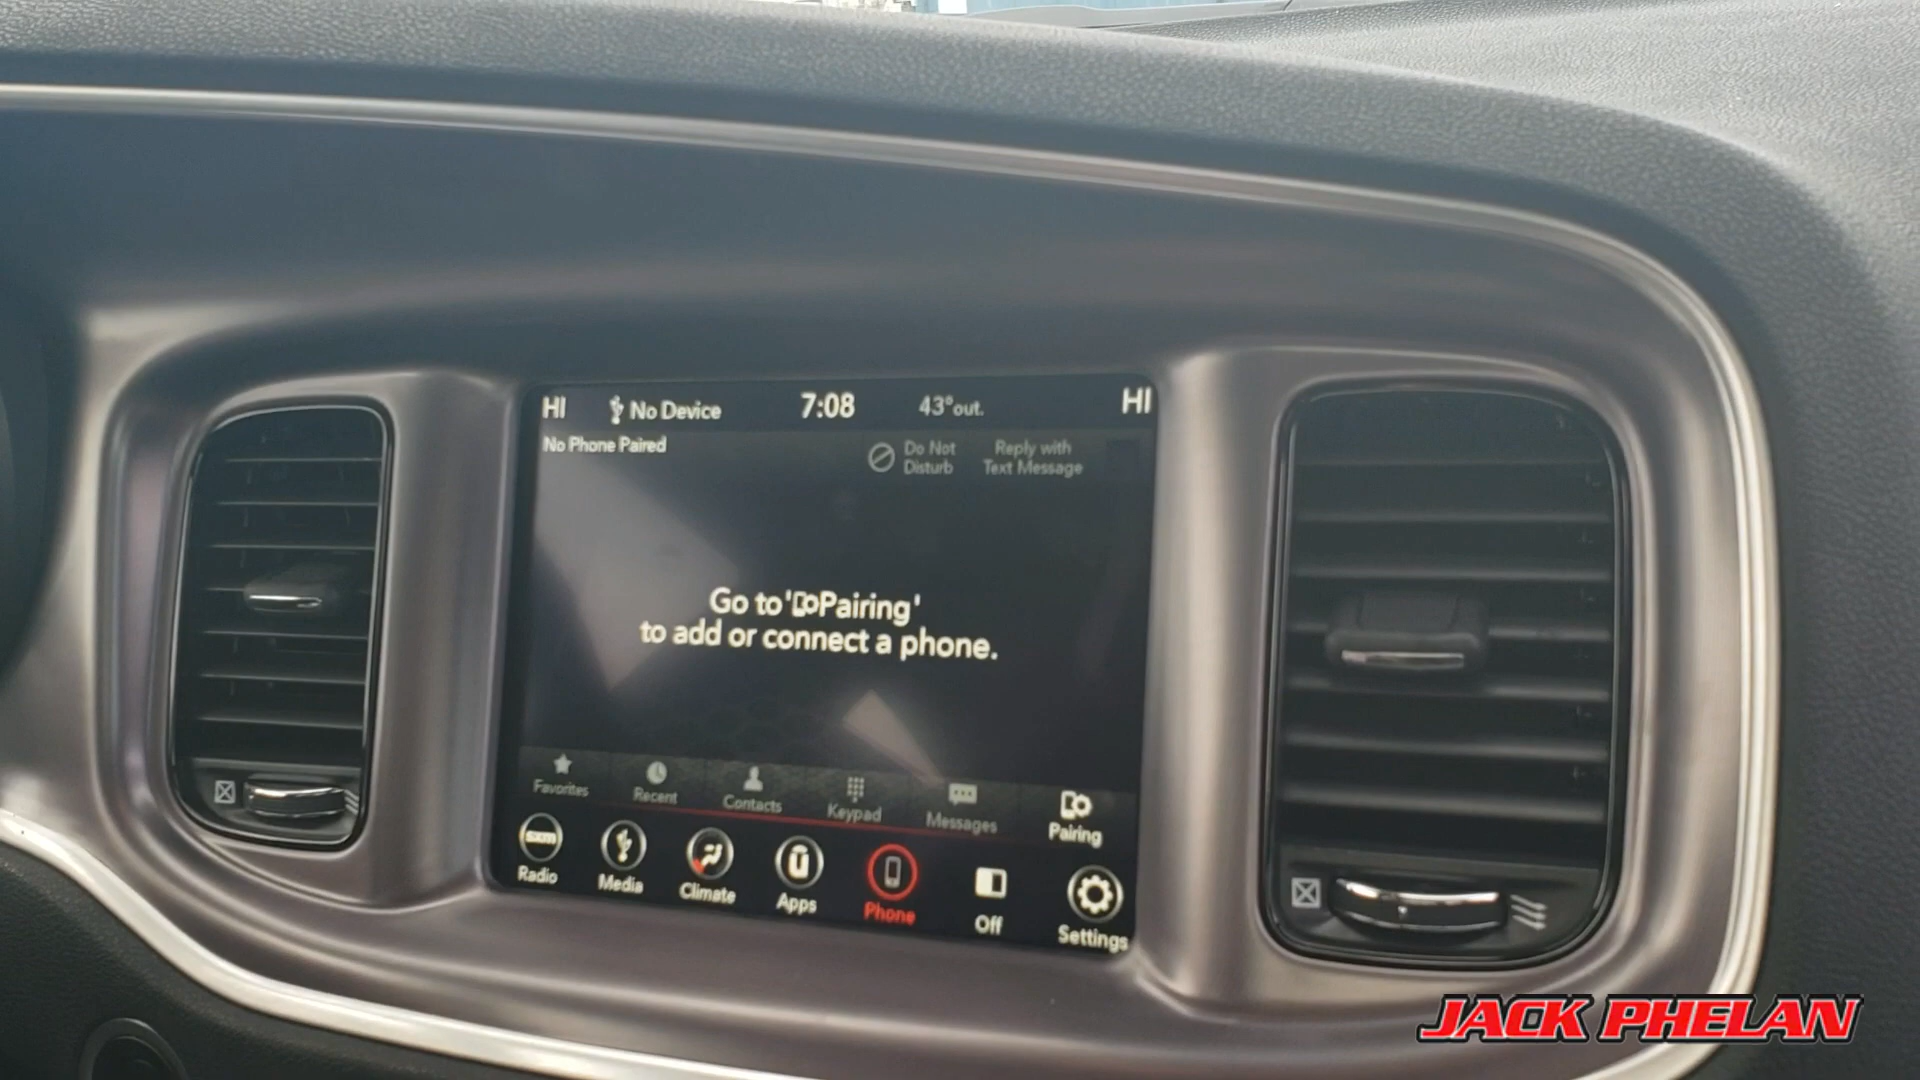 HI No Device 7:08 43°out. HI
No Phone Paired
Do Not
Disturb
Reply with
Text Message
Go to 'Pairing'
to add or connect a phone.
Favorites Recent Contacts Keypad Messages Pairing
sxm
Radio Media Climate Apps Phone Off Settings
JACK PHELAN